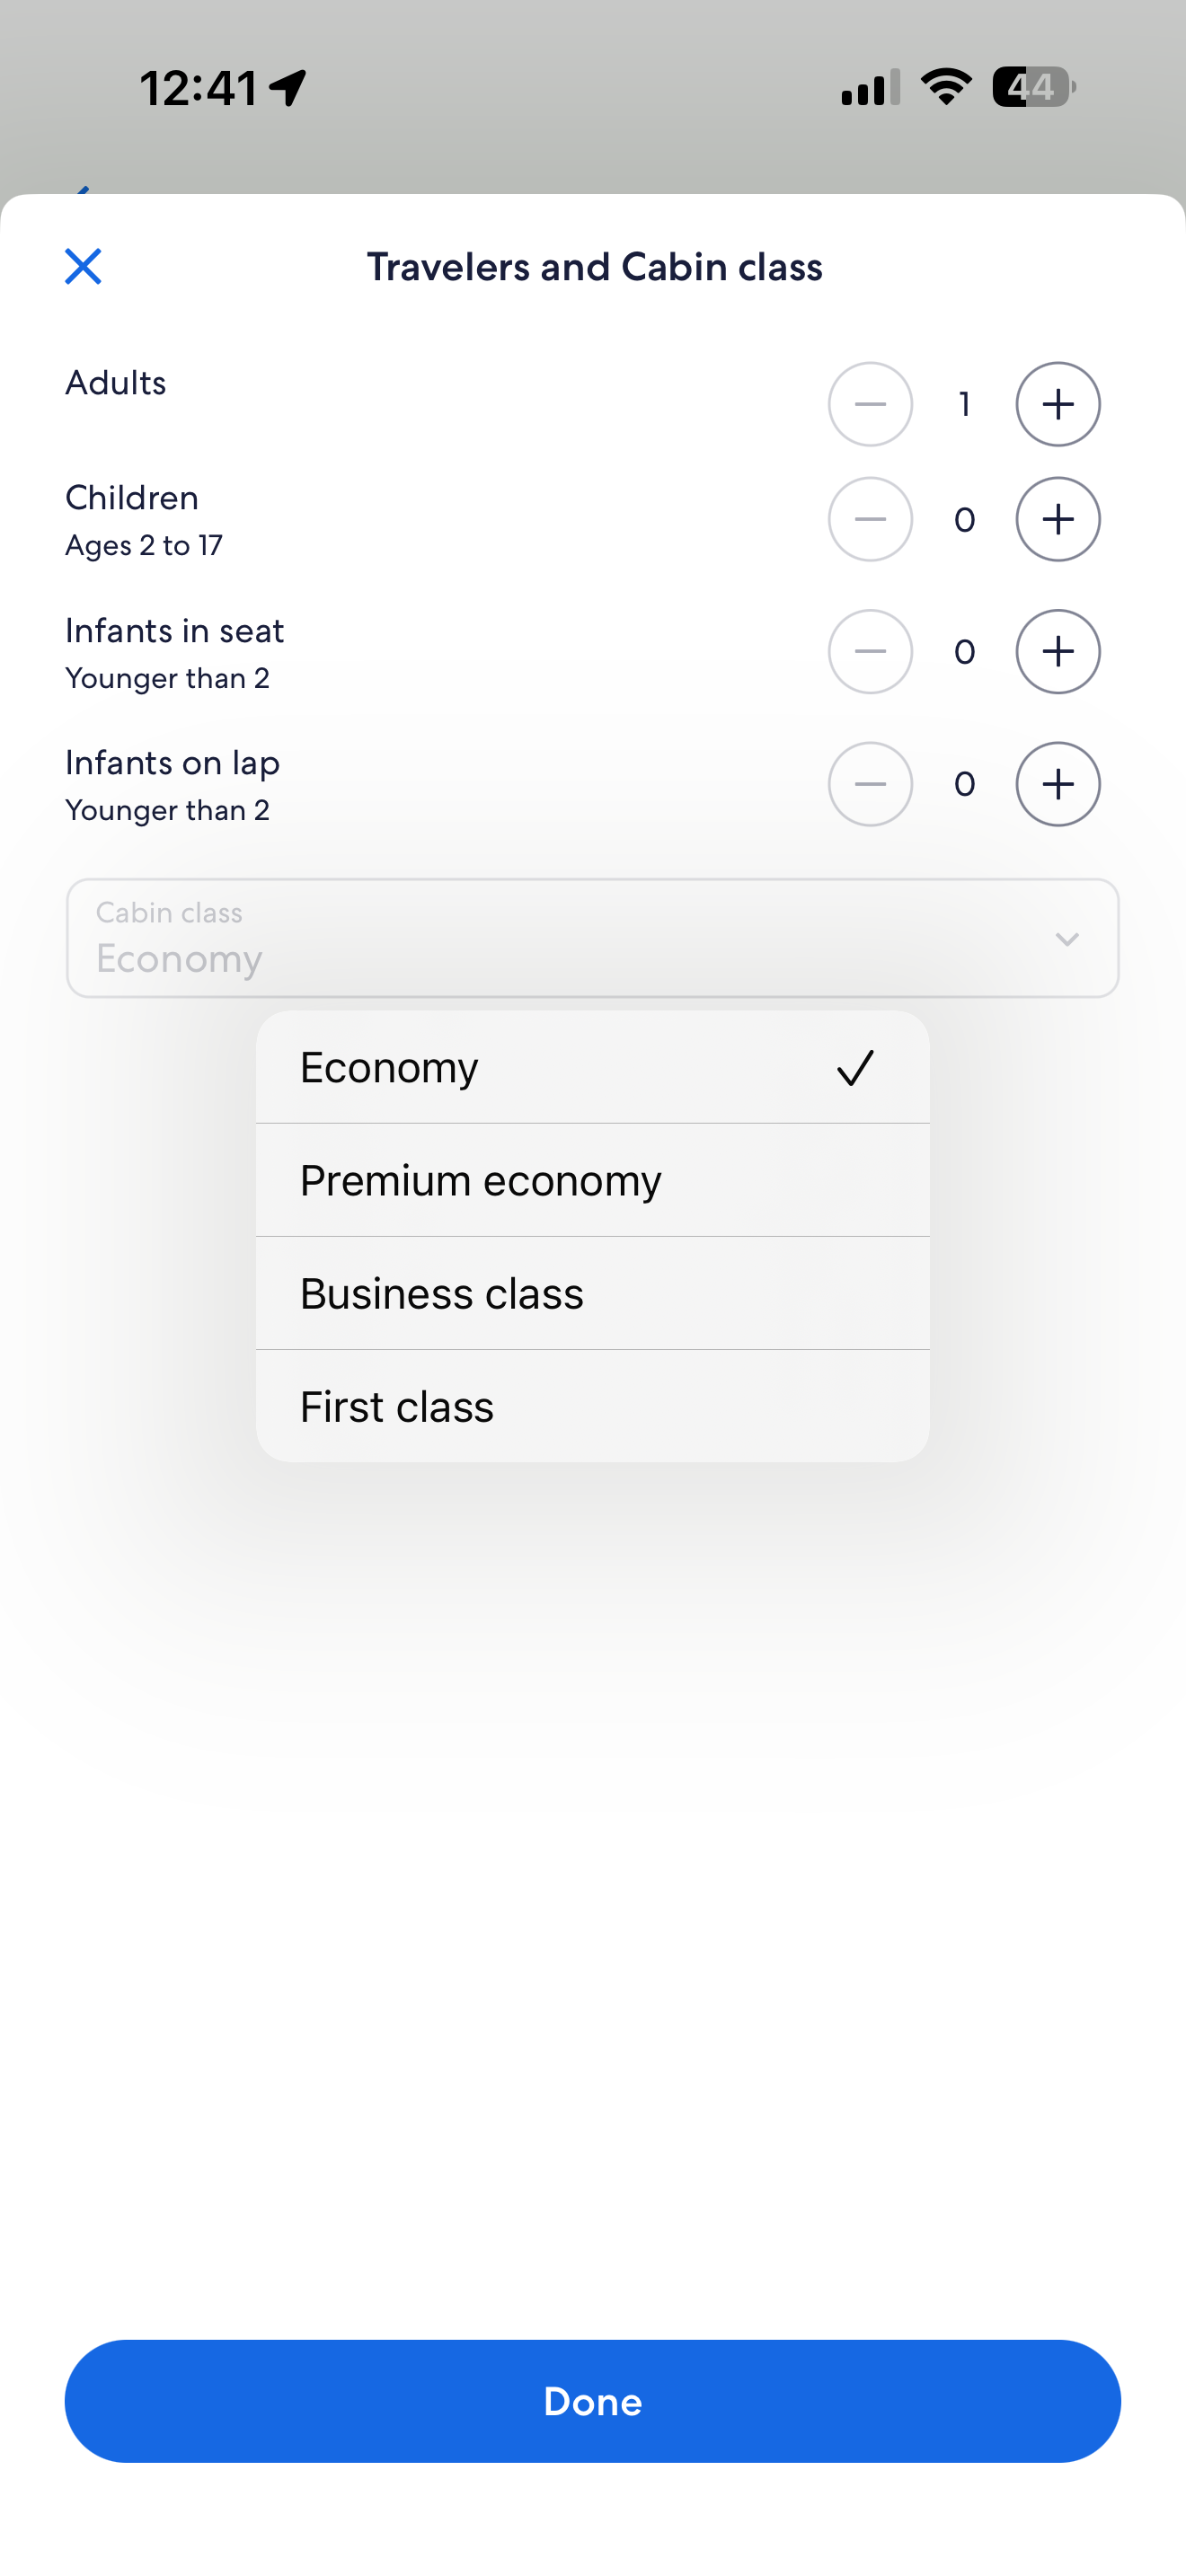 12:41
44
Travelers and Cabin class
Adults
1
Children
0
Ages 2 to 17
Infants in seat
0
Younger than 2
Infants on lap
0
Younger than 2
Cabin class
Economy
Economy
Premium economy
Business class
First class
Done